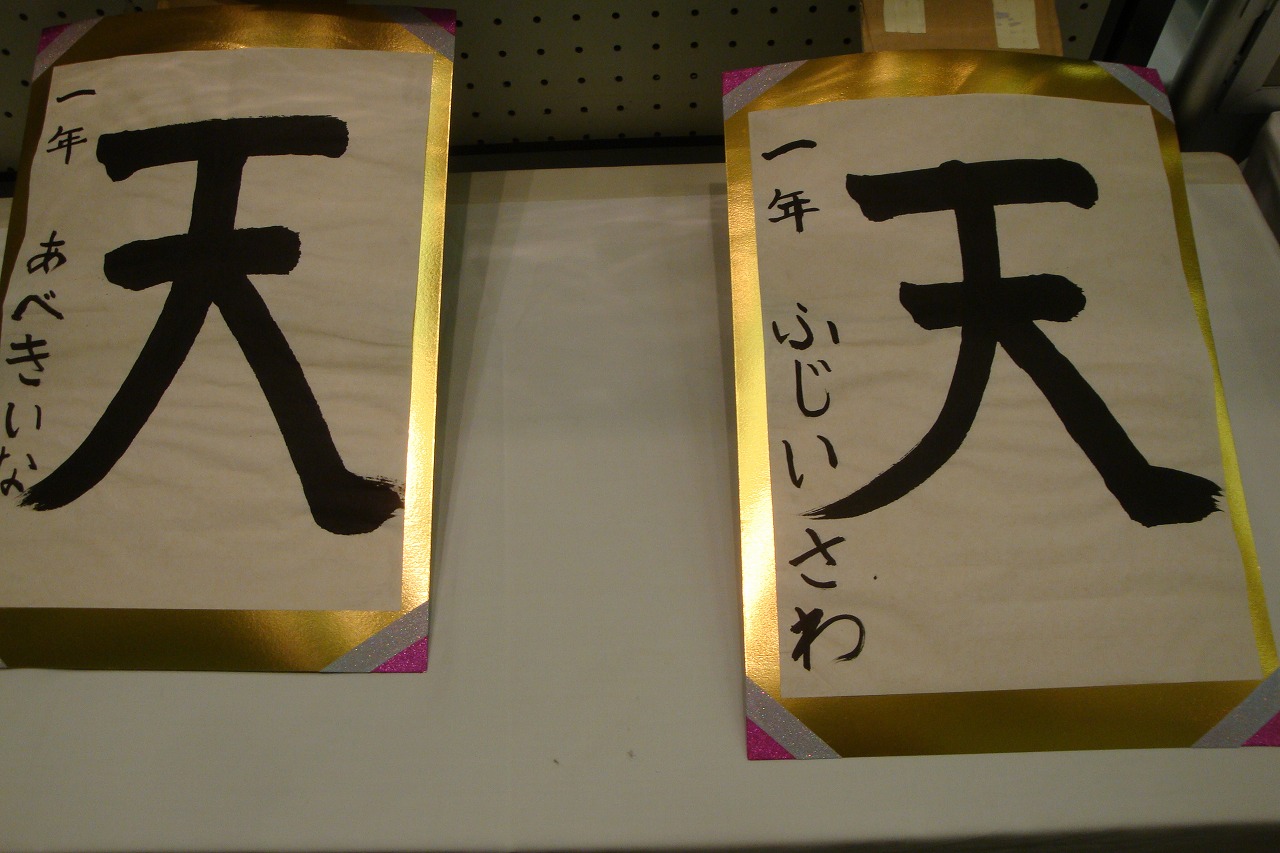 天
一年 あべきいな
天
一年 ふじいさわ